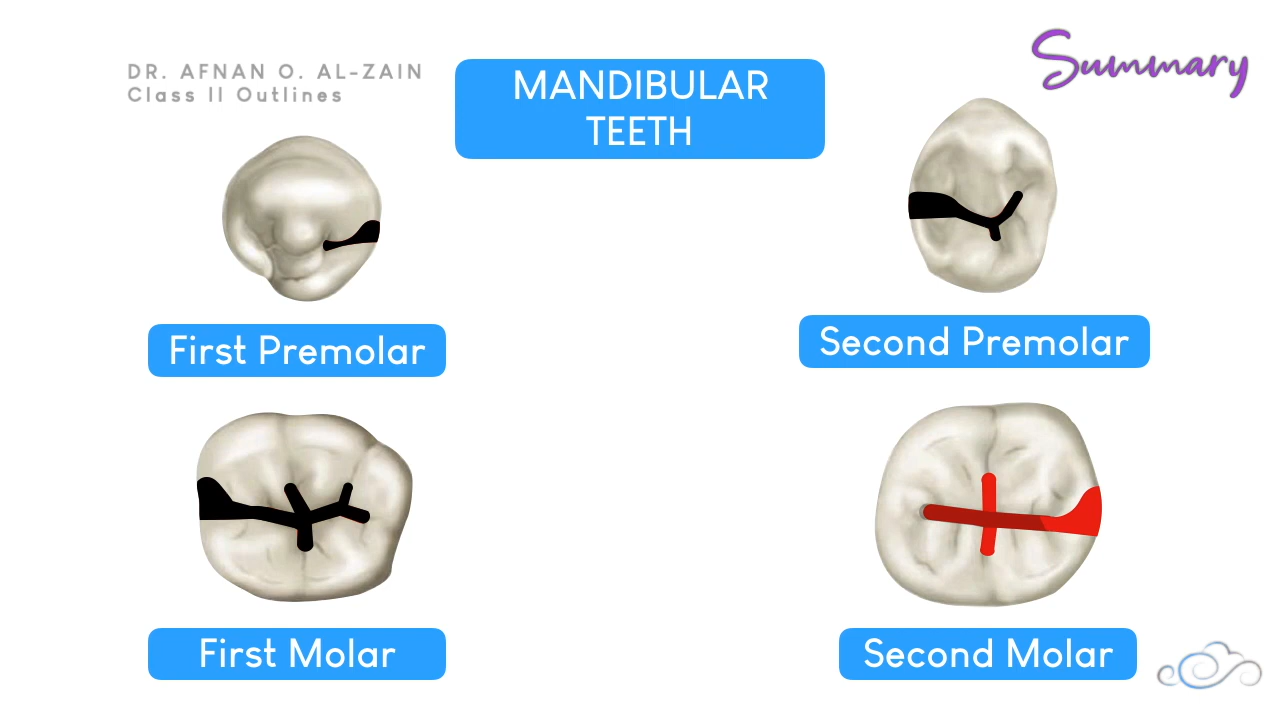 DR. AFNAN O. AL-ZAIN
Class II Outlines
MANDIBULAR
TEETH
Summary
First Premolar
Second Premolar
First Molar
Second Molar